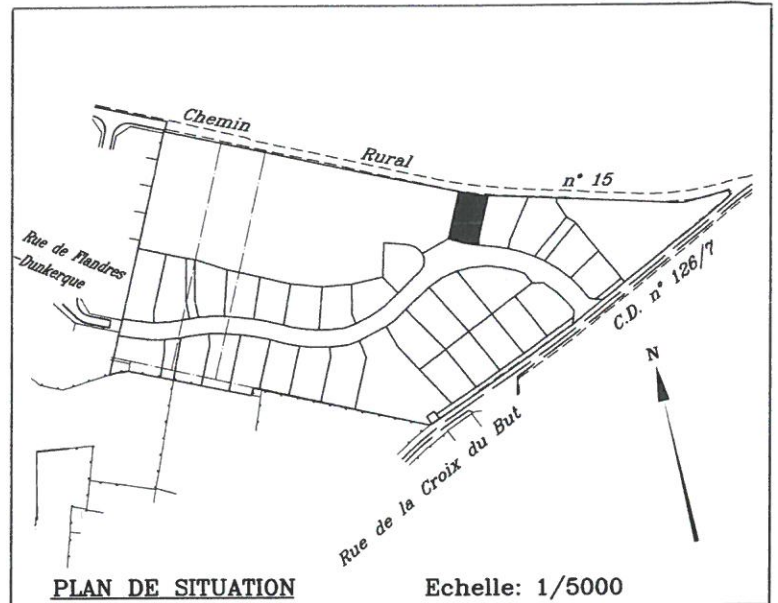 Chemin Rural n° 15
Rue de Flandres
-Dunkerque
C.D. n° 126/7
N
Rue de la Croix du But
PLAN DE SITUATION
Echelle: 1/5000